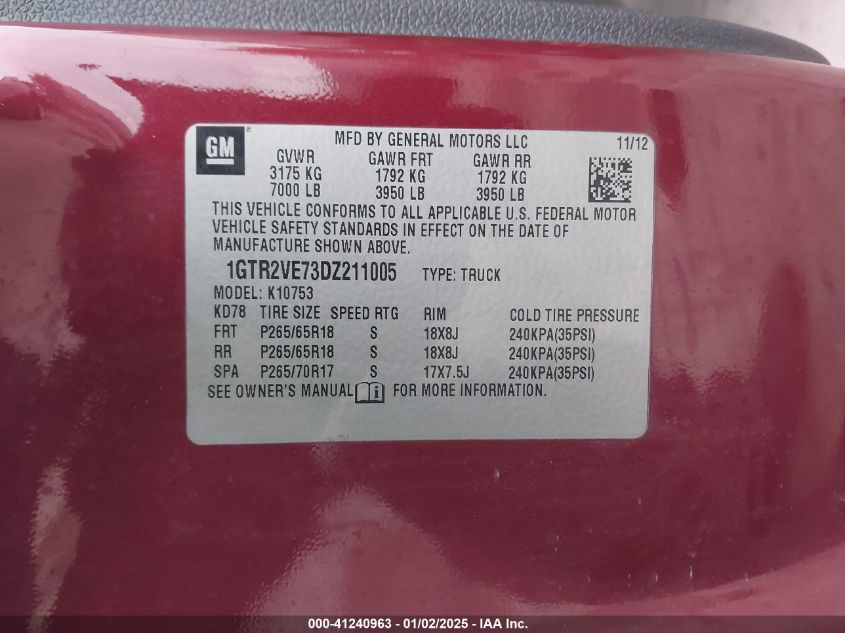 GM®
MFD BY GENERAL MOTORS LLC 11/12
GVWR GAWR FRT GAWR RR
3175 KG 1792 KG 1792 KG
7000 LB 3950 LB 3950 LB
THIS VEHICLE CONFORMS TO ALL APPLICABLE U.S. FEDERAL MOTOR
VEHICLE SAFETY STANDARDS IN EFFECT ON THE DATE OF
MANUFACTURE SHOWN ABOVE.
1GTR2VE73DZ211005 TYPE: TRUCK
MODEL: K10753
KD78 TIRE SIZE SPEED RTG RIM COLD TIRE PRESSURE
FRT P265/65R18 S 18X8J 240KPA(35PSI)
RR P265/65R18 S 18X8J 240KPA(35PSI)
SPA P265/70R17 S 17X7.5J 240KPA(35PSI)
SEE OWNER'S MANUAL i FOR MORE INFORMATION.
000-41240963 - 01/02/2025 - IAA Inc.